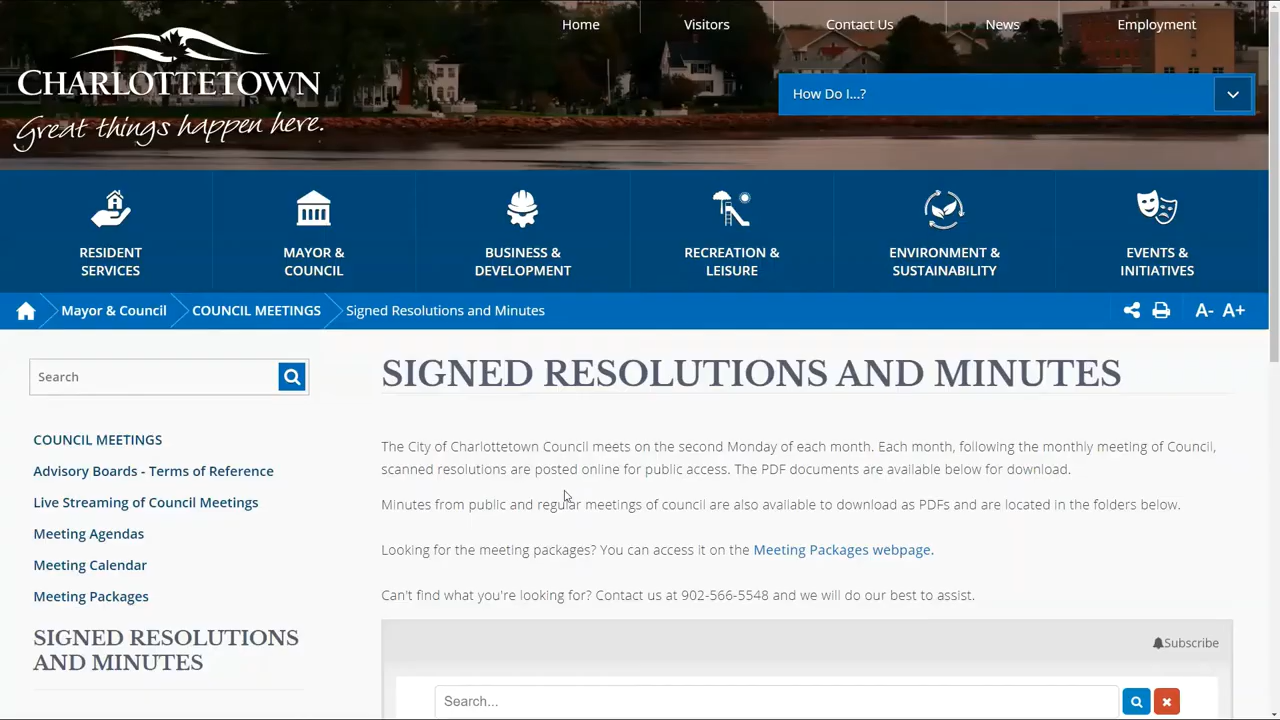 Home
Visitors
Contact Us
News
Employment
CHARLOTTETOWN
Great things happen here.
How Do I...?
RESIDENT
SERVICES
MAYOR &
COUNCIL
BUSINESS &
DEVELOPMENT
RECREATION &
LEISURE
ENVIRONMENT &
SUSTAINABILITY
EVENTS &
INITIATIVES
Mayor & Council
COUNCIL MEETINGS
Signed Resolutions and Minutes
A-
A+
Search
COUNCIL MEETINGS
Advisory Boards - Terms of Reference
Live Streaming of Council Meetings
Meeting Agendas
Meeting Calendar
Meeting Packages
SIGNED RESOLUTIONS
AND MINUTES
SIGNED RESOLUTIONS AND MINUTES
The City of Charlottetown Council meets on the second Monday of each month. Each month, following the monthly meeting of Council,
scanned resolutions are posted online for public access. The PDF documents are available below for download.
Minutes from public and regular meetings of council are also available to download as PDFs and are located in the folders below.
Looking for the meeting packages? You can access it on the Meeting Packages webpage.
Can't find what you're looking for? Contact us at 902-566-5548 and we will do our best to assist.
Subscribe
Search...